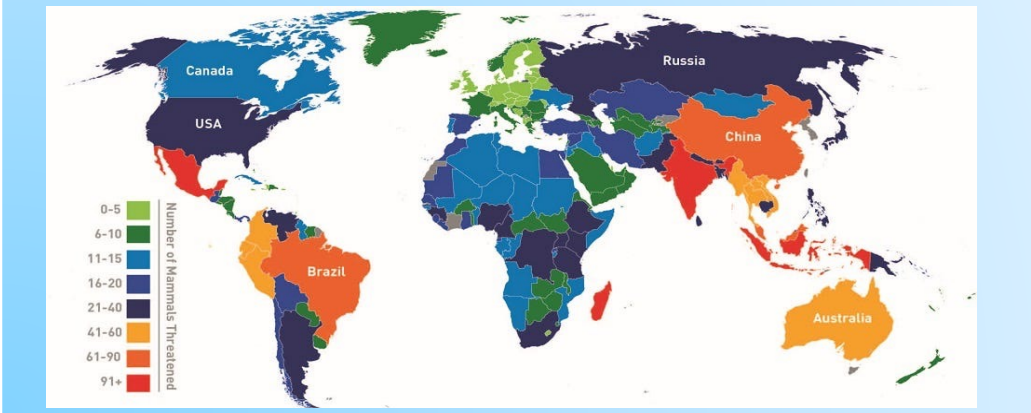 Canada
Russia
USA
China
Brazil
Australia
Number of Mammals Threatened
0-5
6-10
11-15
16-20
21-40
41-60
61-90
91+